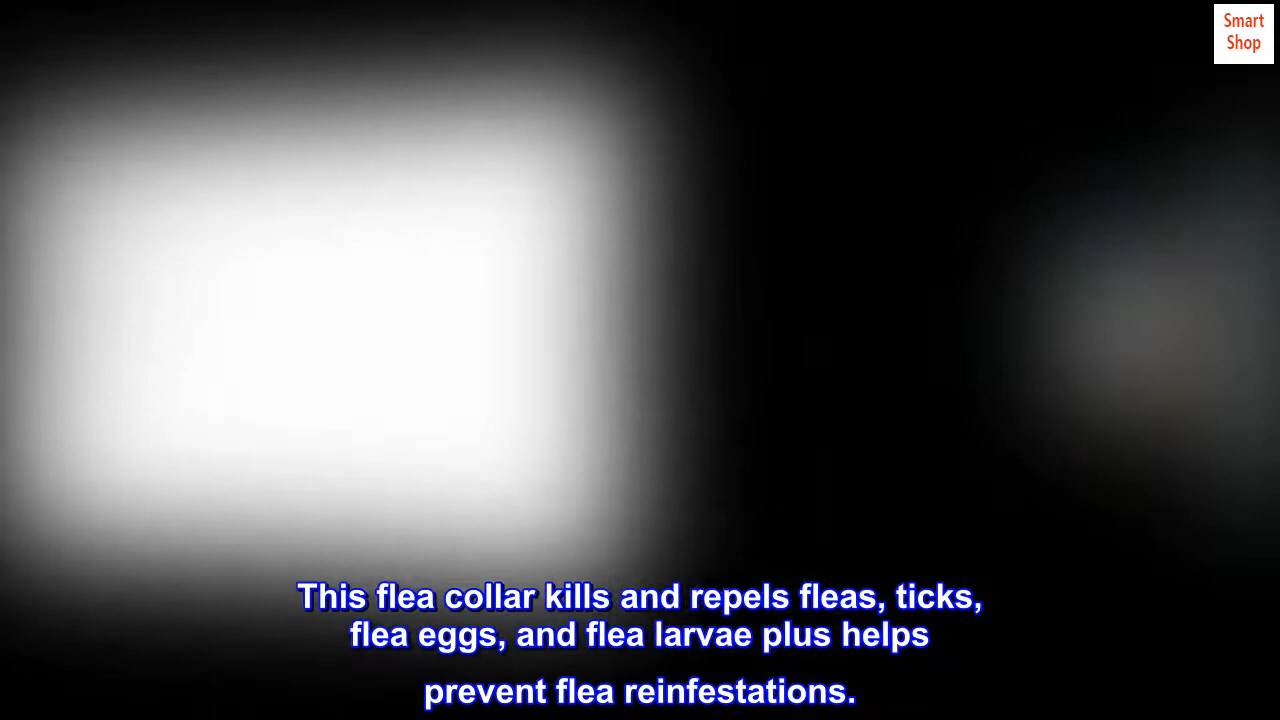 Smart
Shop
This flea collar kills and repels fleas, ticks,
flea eggs, and flea larvae plus helps
prevent flea reinfestations.